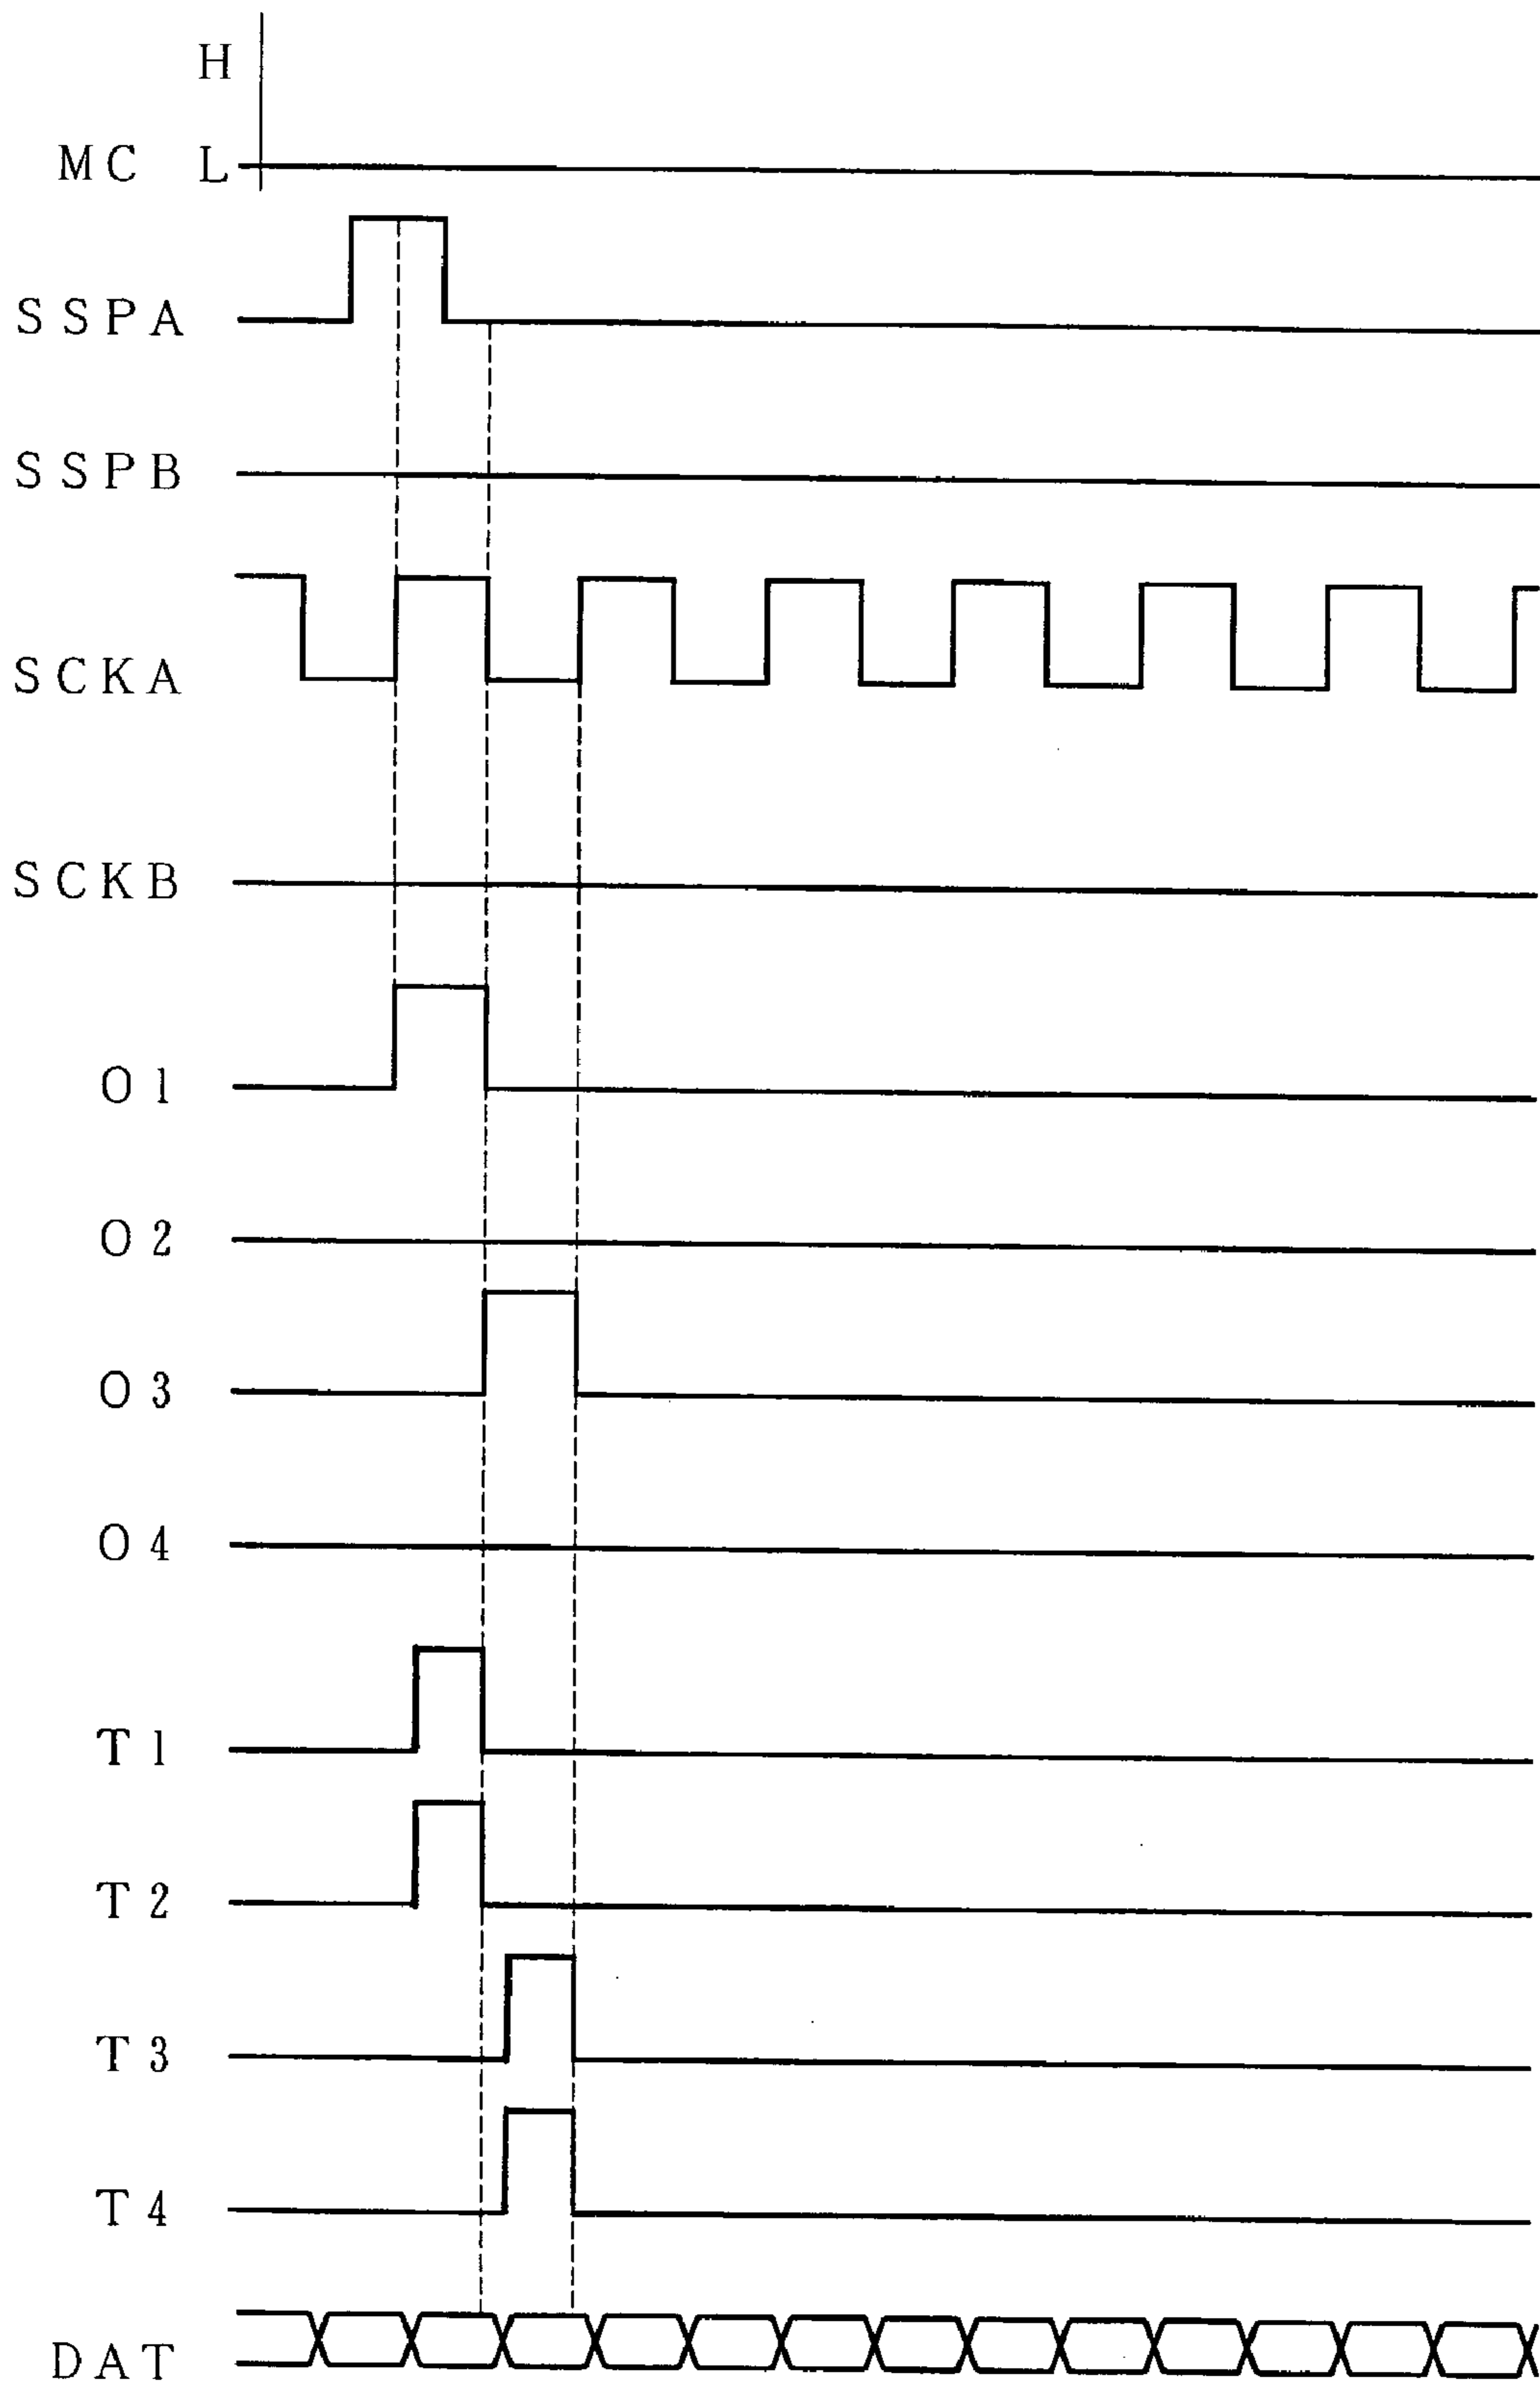 H
MC L
SSPA
SSPB
SCKA
SCKB
O1
O2
O3
O4
T1
T2
T3
T4
DAT